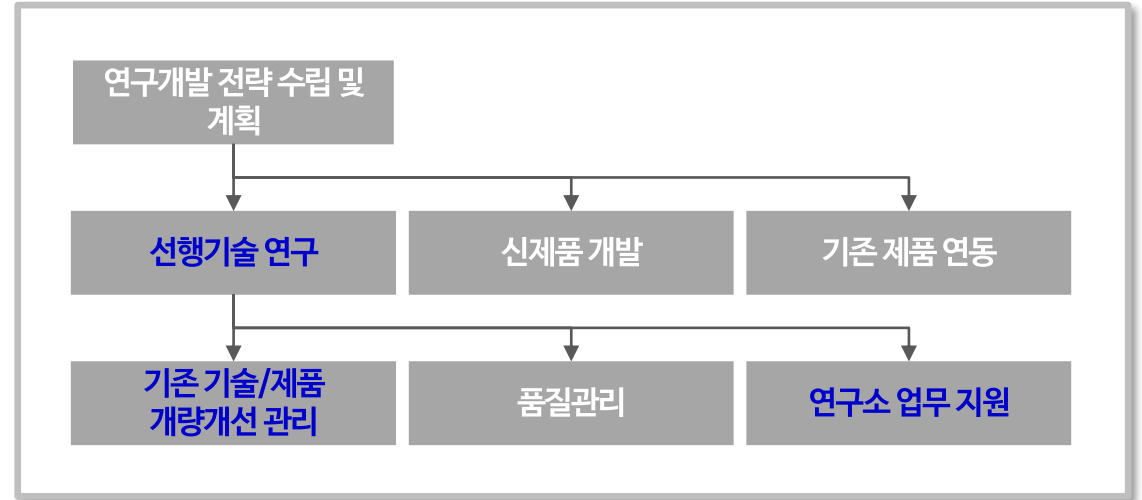 연구개발 전략 수립 및
계획
선행기술 연구
신제품 개발
기존 제품 연동
기존 기술/제품
개량개선 관리
품질관리
연구소 업무 지원